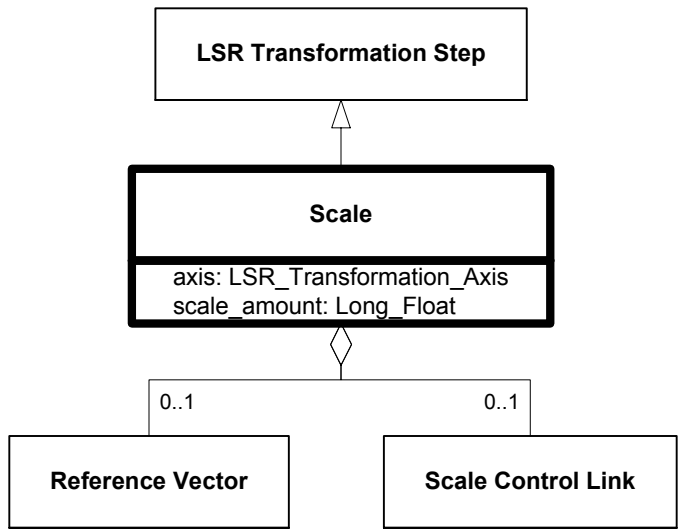 LSR Transformation Step
Scale
axis: LSR_Transformation_Axis
scale_amount: Long_Float
0..1
0..1
Reference Vector
Scale Control Link